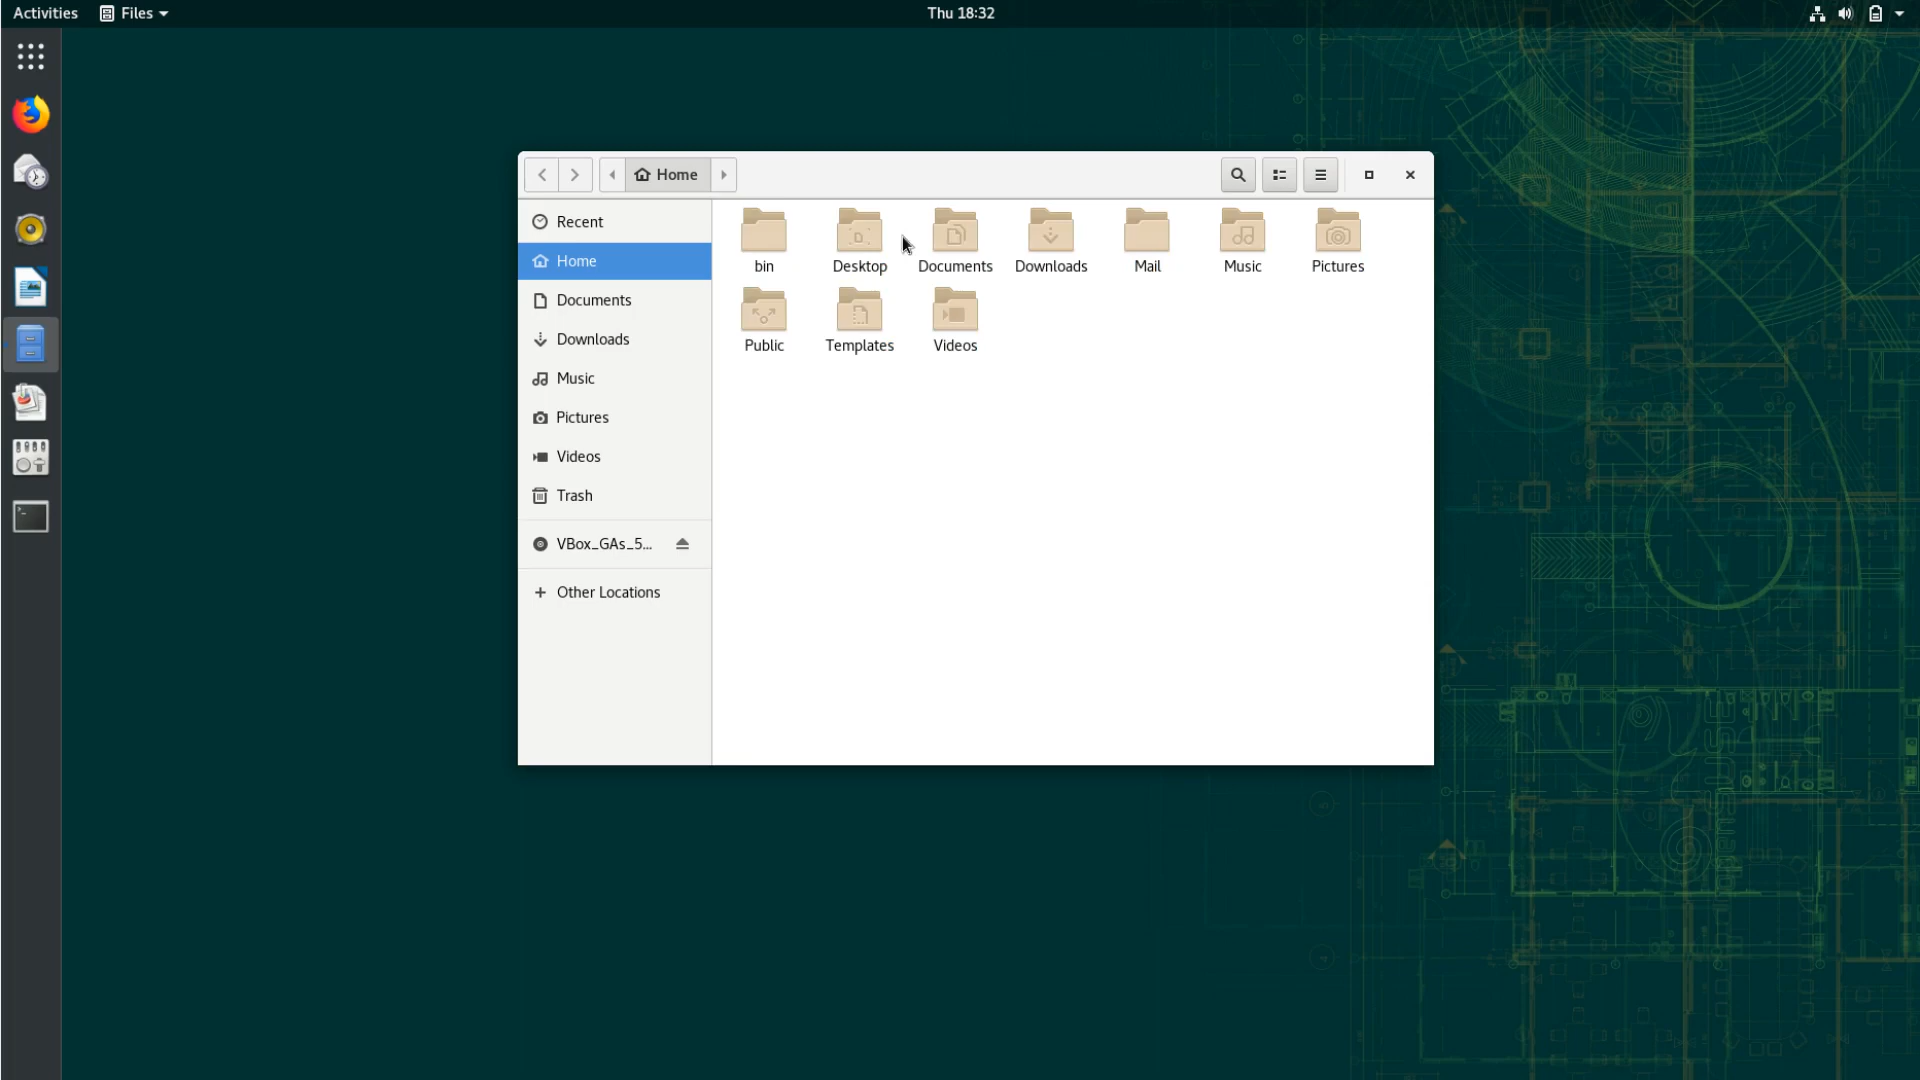 Activities Files Thu 18:32
Home
Recent
Home
Documents
Downloads
Music
Pictures
Videos
Trash
VBox_GAs_5...
Other Locations
bin Desktop Documents Downloads Mail Music Pictures
Public Templates Videos
openSUSE